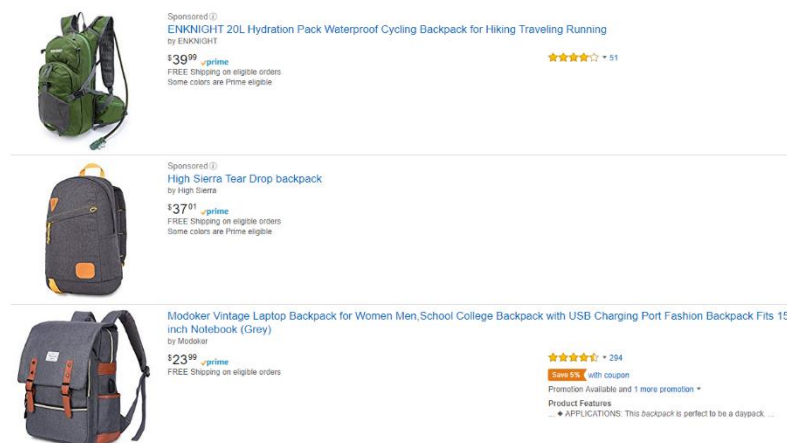 Sponsored
ENKNIGHT 20L Hydration Pack Waterproof Cycling Backpack for Hiking Traveling Running
by ENKNIGHT
$39 99 prime
51
FREE Shipping on eligible orders
Some colors are Prime eligible
Sponsored
High Sierra Tear Drop backpack
by High Sierra
$37 01 prime
FREE Shipping on eligible orders
Some colors are Prime eligible
Modoker Vintage Laptop Backpack for Women Men,School College Backpack with USB Charging Port Fashion Backpack Fits 15
inch Notebook (Grey)
by Modoker
$23 99 prime
294
FREE Shipping on eligible orders
Save 5% with coupon
Promotion Available and 1 more promotion
Product Features
... ◆ APPLICATIONS: This backpack is perfect to be a daypack. ...